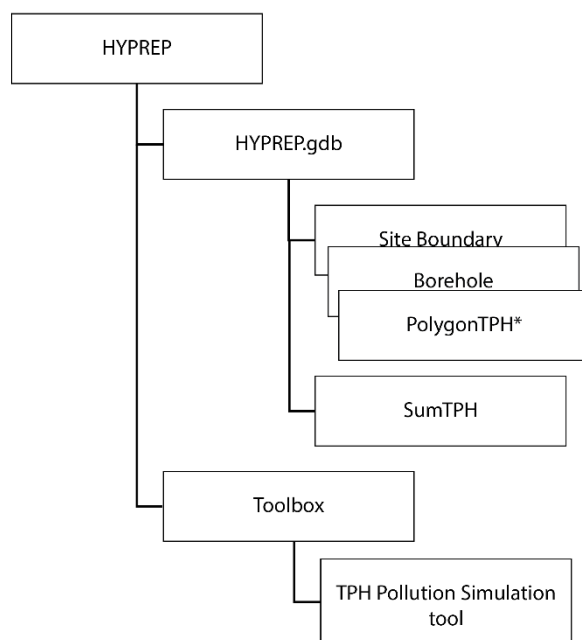 HYPREP
HYPREP.gdb
Site Boundary
Borehole
PolygonTPH*
SumTPH
Toolbox
TPH Pollution Simulation
tool